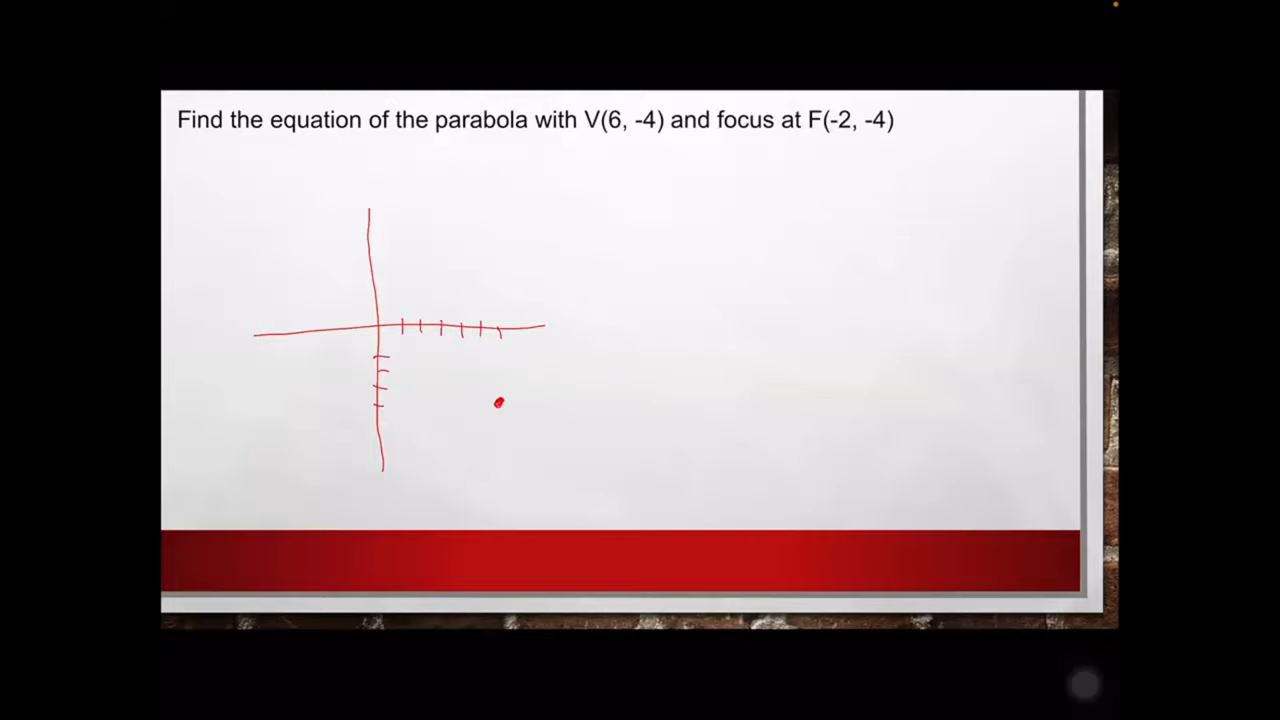 Find the equation of the parabola with V(6, -4) and focus at F(-2, -4)